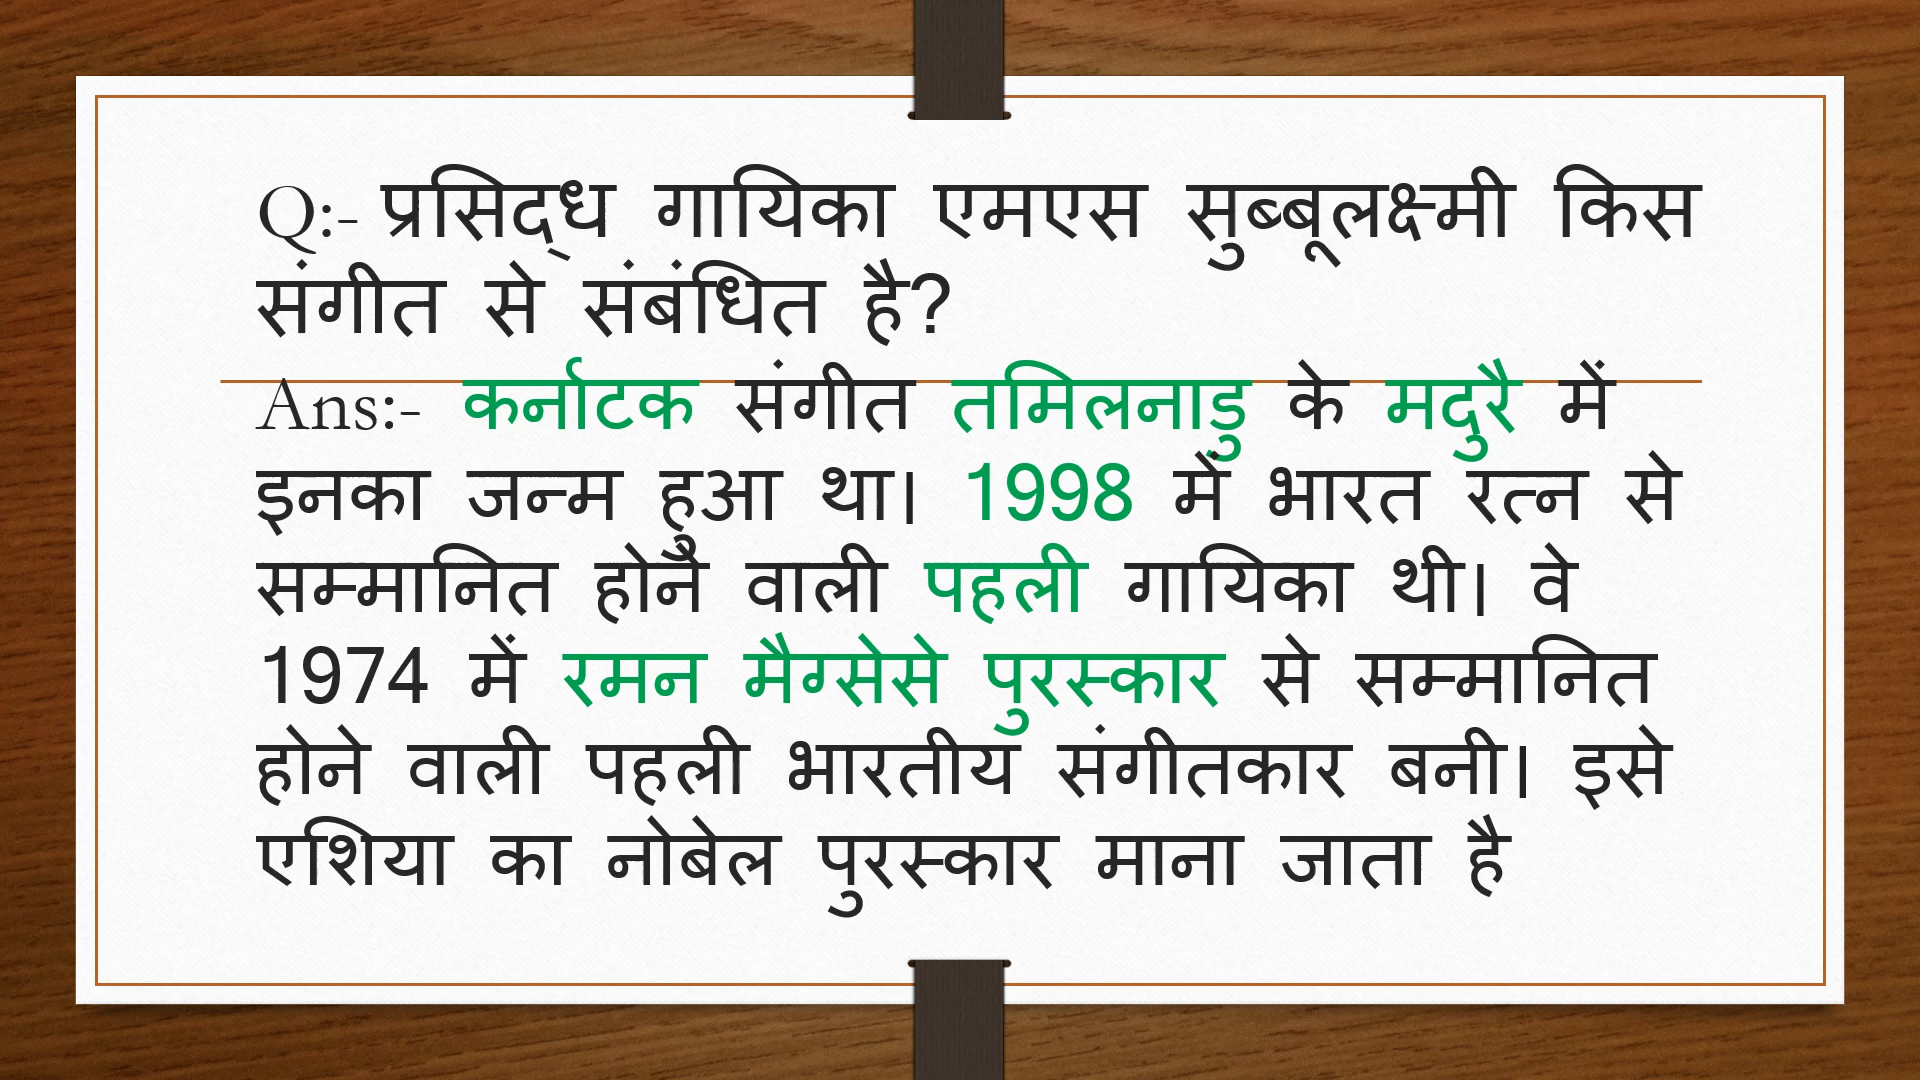 Q:- प्रसिद्ध गायिका एमएस सुब्बूलक्ष्मी किस
संगीत से संबंधित है?
Ans:- कर्नाटक संगीत तमिलनाडु के मदुरै में
इनका जन्म हुआ था। 1998 में भारत रत्न से
सम्मानित होने वाली पहली गायिका थी। वे
1974 में रमन मैग्सेसे पुरस्कार से सम्मानित
होने वाली पहली भारतीय संगीतकार बनी। इसे
एशिया का नोबेल पुरस्कार माना जाता है